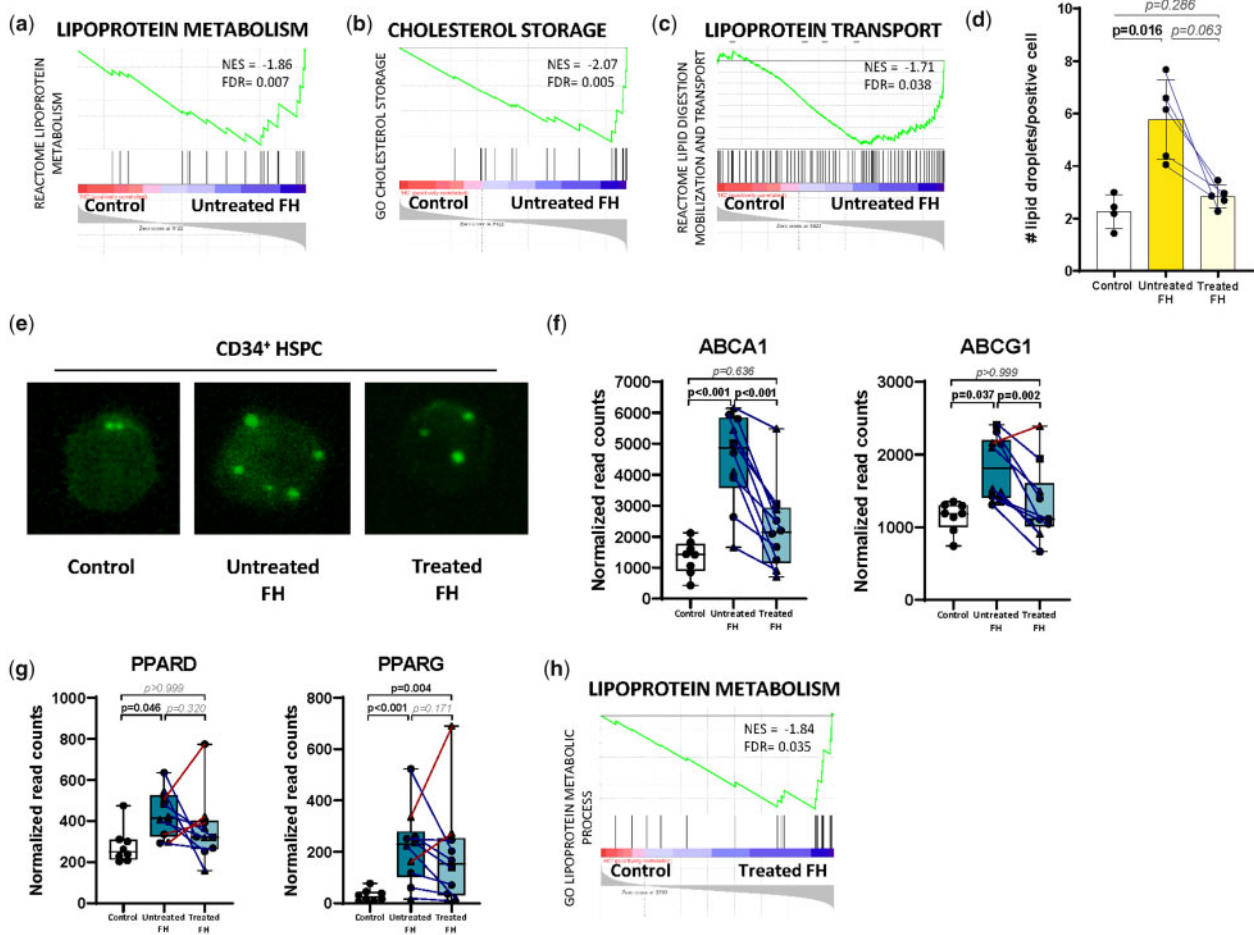 (a)
LIPOPROTEIN METABOLISM
REACTOME LIPOPROTEIN
METABOLISM
NES = -1.86
FDR= 0.007
Control
Untreated FH
(b)
CHOLESTEROL STORAGE
GO CHOLESTEROL STORAGE
NES = -2.07
FDR= 0.005
Control
Untreated FH
(c)
LIPOPROTEIN TRANSPORT
REACTOME LIPID DIGESTION
MOBILIZATION AND TRANSPORT
NES = -1.71
FDR= 0.038
Control
Untreated FH
(d)
p=0.286
p=0.016
p=0.063
# lipid droplets/positive cell
10
8
6
4
2
0
Control
Untreated
FH
Treated
FH
(e)
CD34+ HSPC
Control
Untreated
FH
Treated
FH
(f)
ABCA1
p=0.636
p<0.001
p<0.001
Normalized read counts
7000
6000
5000
4000
3000
2000
1000
0
Control
Untreated
FH
Treated
FH
ABCG1
p>0.999
p=0.037
p=0.002
Normalized read counts
3000
2000
1000
0
Control
Untreated
FH
Treated
FH
(g)
PPARD
p>0.999
p=0.046
p=0.320
Normalized read counts
1000
800
600
400
200
0
Control
Untreated
FH
Treated
FH
PPARG
p=0.004
p<0.001
p=0.171
Normalized read counts
800
600
400
200
0
Control
Untreated
FH
Treated
FH
(h)
LIPOPROTEIN METABOLISM
GO LIPOPROTEIN METABOLIC
PROCESS
NES = -1.84
FDR= 0.035
Control
Treated FH